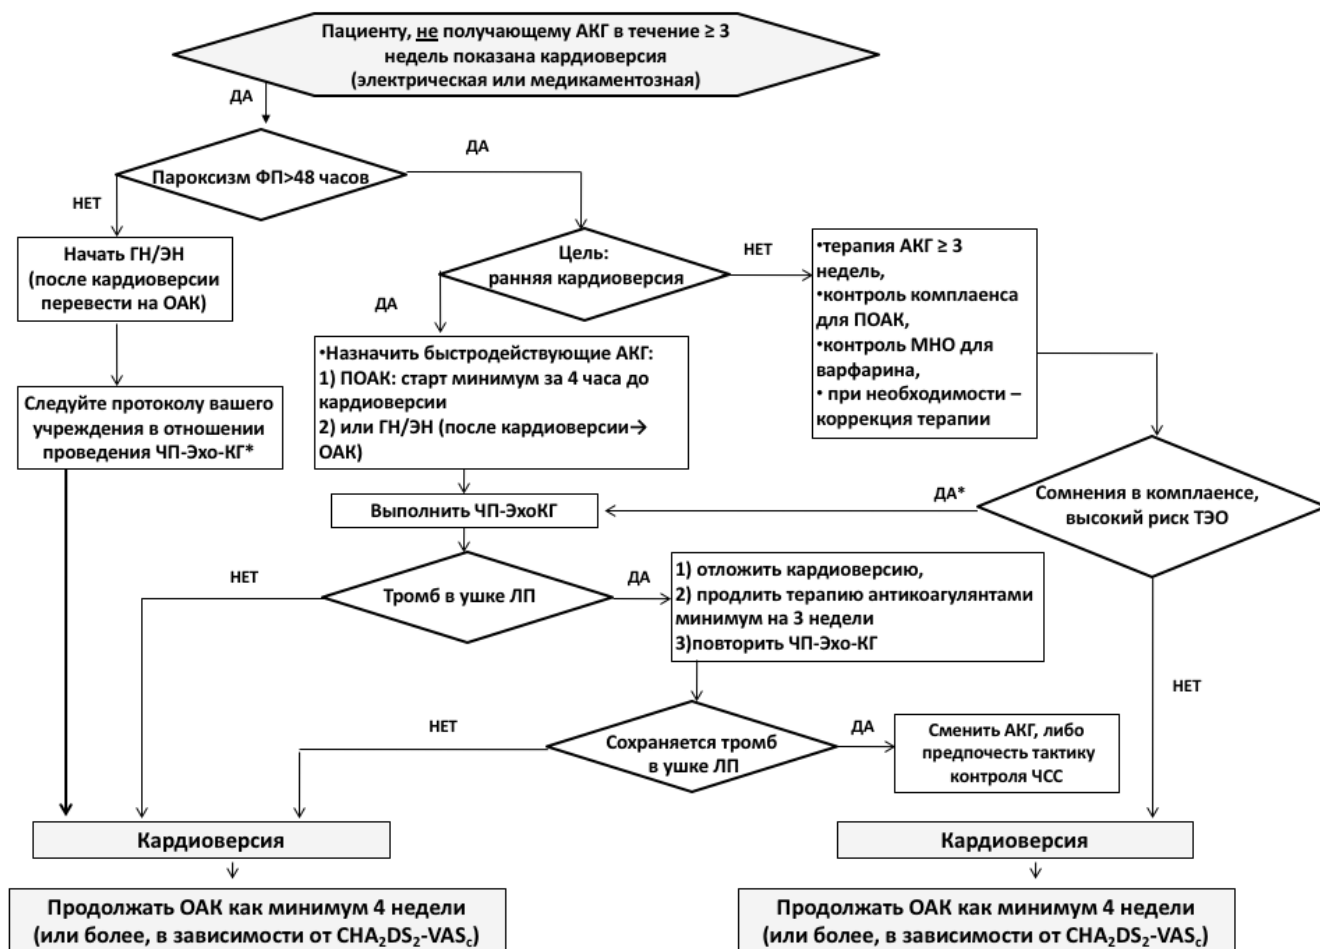 Пациенту, не получающему АКГ в течение ≥ 3
недель показана кардиоверсия
(электрическая или медикаментозная)
ДА
ДА
Пароксизм ФП>48 часов
НЕТ
Начать ГН/ЭН
(после кардиоверсии
перевести на ОАК)
Цель:
ранняя кардиоверсия
НЕТ
•терапия АКГ ≥ 3
недель,
•контроль комплаенса
для ПОАК,
•контроль МНО для
варфарина,
• при необходимости –
коррекция терапии
ДА
•Назначить быстродействующие АКГ:
1) ПОАК: старт минимум за 4 часа до
кардиоверсии
2) или ГН/ЭН (после кардиоверсии→
ОАК)
Следуйте протоколу вашего
учреждения в отношении
проведения ЧП-Эхо-КГ*
ДА*
Сомнения в комплаенсе,
высокий риск ТЭО
Выполнить ЧП-ЭхоКГ
НЕТ
Тромб в ушке ЛП
ДА
1) отложить кардиоверсию,
2) продлить терапию антикоагулянтами
минимум на 3 недели
3)повторить ЧП-Эхо-КГ
НЕТ
НЕТ
Сохраняется тромб
в ушке ЛП
ДА
Сменить АКГ, либо
предпочесть тактику
контроля ЧСС
Кардиоверсия
Кардиоверсия
Продолжать ОАК как минимум 4 недели
(или более, в зависимости от CHA₂DS₂-VASc)
Продолжать ОАК как минимум 4 недели
(или более, в зависимости от CHA₂DS₂-VASc)